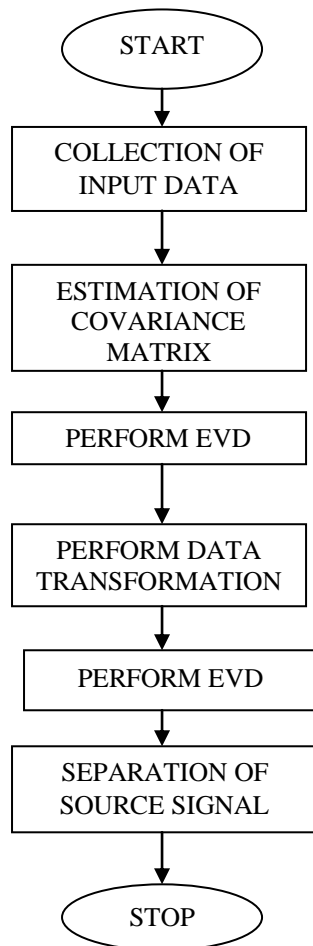 START
COLLECTION OF
INPUT DATA
ESTIMATION OF
COVARIANCE
MATRIX
PERFORM EVD
PERFORM DATA
TRANSFORMATION
PERFORM EVD
SEPARATION OF
SOURCE SIGNAL
STOP